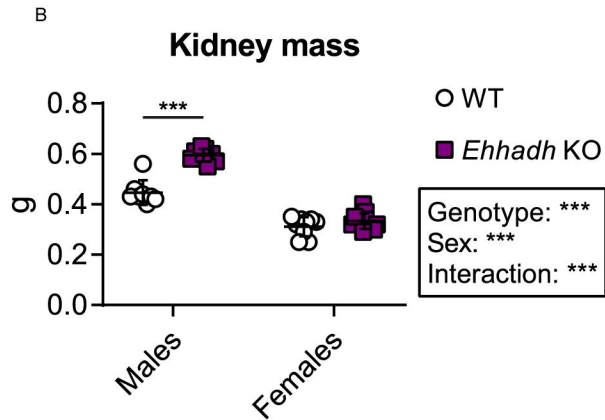 B
Kidney mass
g
0.8
0.6
0.4
0.2
0.0
***
Males
Females
WT
Ehhadh KO
Genotype: ***
Sex: ***
Interaction: ***